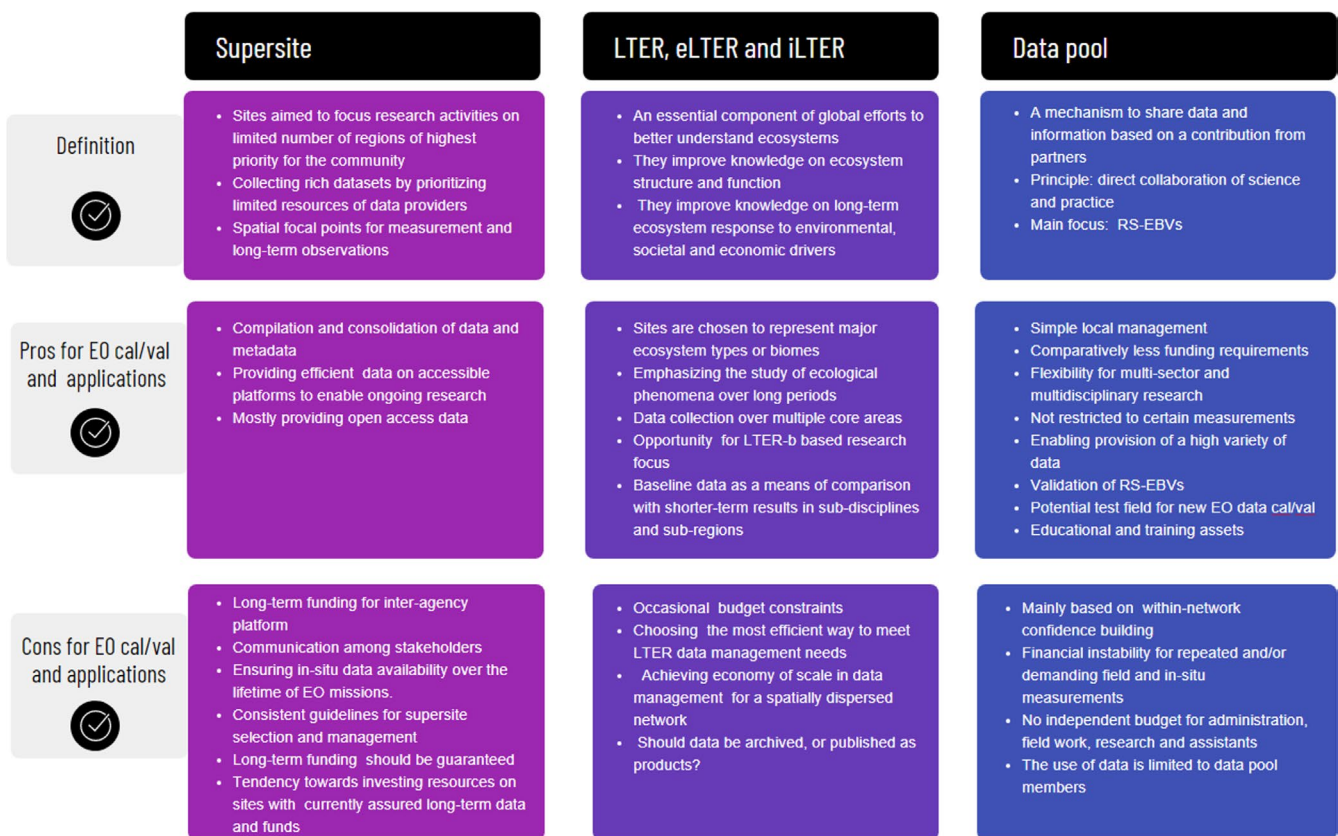 Supersite
LTER, eLTER and iLTER
Data pool
Definition
• Sites aimed to focus research activities on
limited number of regions of highest
priority for the community
• Collecting rich datasets by prioritizing
limited resources of data providers
• Spatial focal points for measurement and
long-term observations
• An essential component of global efforts to
better understand ecosystems
• They improve knowledge on ecosystem
structure and function
• They improve knowledge on long-term
ecosystem response to environmental,
societal and economic drivers
• A mechanism to share data and
information based on a contribution from
partners
• Principle: direct collaboration of science
and practice
• Main focus: RS-EBVs
Pros for EO cal/val
and applications
• Compilation and consolidation of data and
metadata
• Providing efficient data on accessible
platforms to enable ongoing research
• Mostly providing open access data
• Sites are chosen to represent major
ecosystem types or biomes
• Emphasizing the study of ecological
phenomena over long periods
• Data collection over multiple core areas
• Opportunity for LTER-b based research
focus
• Baseline data as a means of comparison
with shorter-term results in sub-disciplines
and sub-regions
• Simple local management
• Comparatively less funding requirements
• Flexibility for multi-sector and
multidisciplinary research
• Not restricted to certain measurements
• Enabling provision of a high variety of
data
• Validation of RS-EBVs
• Potential test field for new EO data cal/val
• Educational and training assets
Cons for EO cal/val
and applications
• Long-term funding for inter-agency
platform
• Communication among stakeholders
• Ensuring in-situ data availability over the
lifetime of EO missions.
• Consistent guidelines for supersite
selection and management
• Long-term funding should be guaranteed
• Tendency towards investing resources on
sites with currently assured long-term data
and funds
• Occasional budget constraints
• Choosing the most efficient way to meet
LTER data management needs
• Achieving economy of scale in data
management for a spatially dispersed
network
• Should data be archived, or published as
products?
• Mainly based on within-network
confidence building
• Financial instability for repeated and/or
demanding field and in-situ
measurements
• No independent budget for administration,
field work, research and assistants
• The use of data is limited to data pool
members